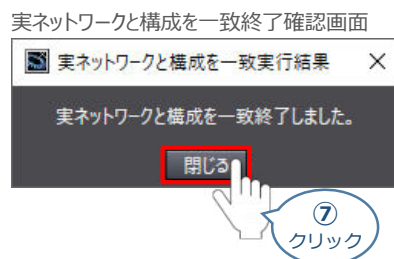 実ネットワークと構成を一致終了確認画面
実ネットワークと構成を一致実行結果
実ネットワークと構成を一致終了しました。
閉じる
⑦
クリック